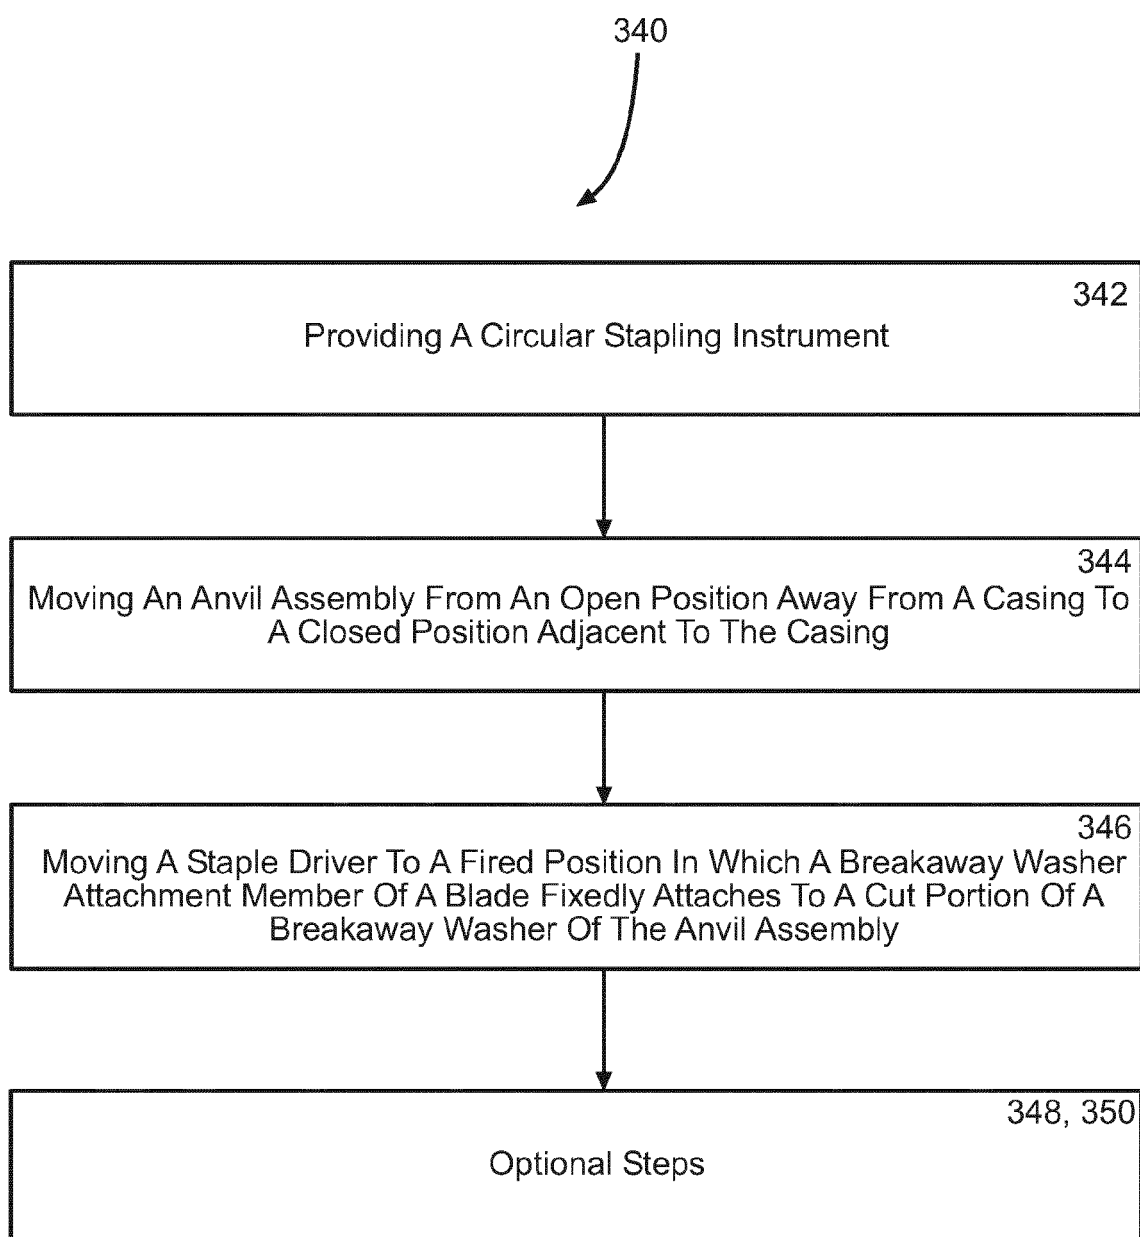 340
342
Providing A Circular Stapling Instrument
344
Moving An Anvil Assembly From An Open Position Away From A Casing To
A Closed Position Adjacent To The Casing
346
Moving A Staple Driver To A Fired Position In Which A Breakaway Washer
Attachment Member Of A Blade Fixedly Attaches To A Cut Portion Of A
Breakaway Washer Of The Anvil Assembly
348, 350
Optional Steps